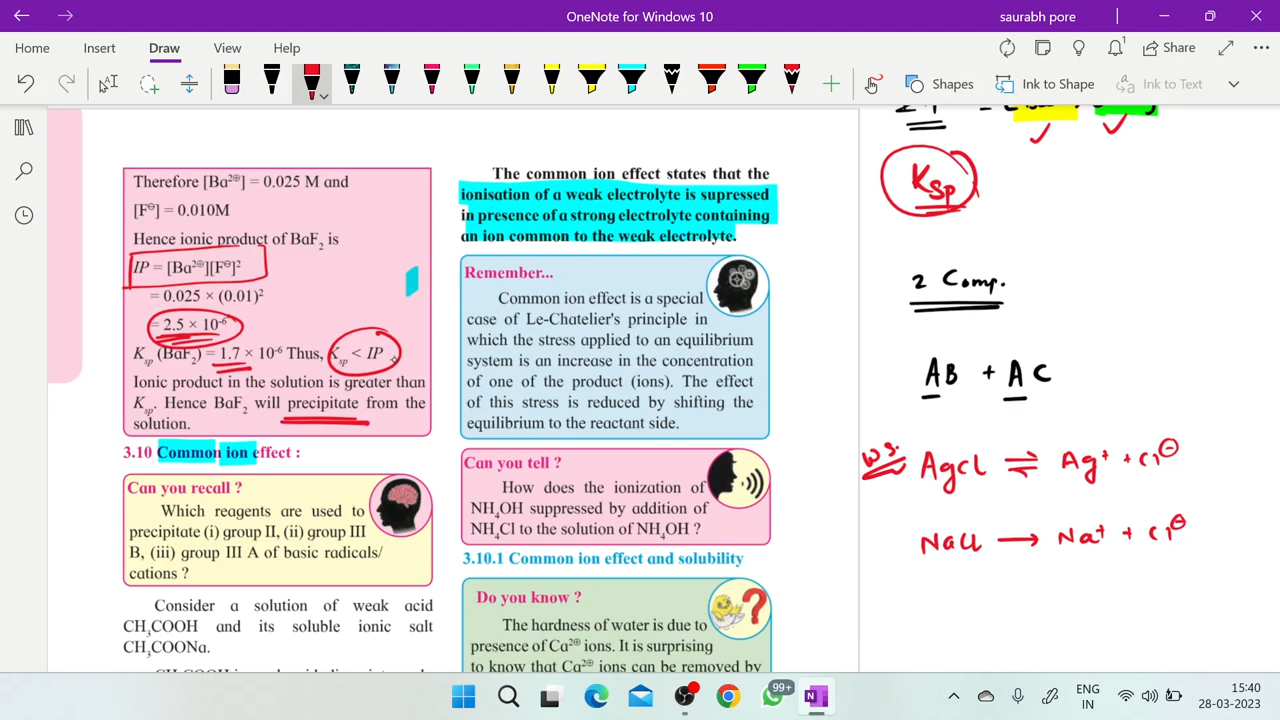 OneNote for Windows 10
saurabh pore
Home Insert Draw View Help
Share
Shapes Ink to Shape Ink to Text
Therefore [Ba²⊕] = 0.025 M and
[F⊖] = 0.010M
Hence ionic product of BaF₂ is
IP = [Ba²⊕][F⊖]²
= 0.025 × (0.01)²
= 2.5 × 10⁻⁶
Ksp (BaF₂) = 1.7 × 10⁻⁶ Thus, Ksp < IP
Ionic product in the solution is greater than
Ksp. Hence BaF₂ will precipitate from the
solution.
3.10 Common ion effect :
Can you recall ?
Which reagents are used to
precipitate (i) group II, (ii) group III
B, (iii) group III A of basic radicals/
cations ?
Consider a solution of weak acid
CH₃COOH and its soluble ionic salt
CH₃COONa.
The common ion effect states that the
ionisation of a weak electrolyte is supressed
in presence of a strong electrolyte containing
an ion common to the weak electrolyte.
Remember...
Common ion effect is a special
case of Le-Chatelier's principle in
which the stress applied to an equilibrium
system is an increase in the concentration
of one of the product (ions). The effect
of this stress is reduced by shifting the
equilibrium to the reactant side.
Can you tell ?
How does the ionization of
NH₄OH suppressed by addition of
NH₄Cl to the solution of NH₄OH ?
3.10.1 Common ion effect and solubility
Do you know ?
The hardness of water is due to
presence of Ca²⊕ ions. It is surprising
to know that Ca²⊕ ions can be removed by
Ksp
2 Comp.
AB + AC
W.S. AgCl ⇌ Ag⁺ + Cl⊖
NaCl → Na⁺ + Cl⊖
99+
ENG
IN
15:40
28-03-2023